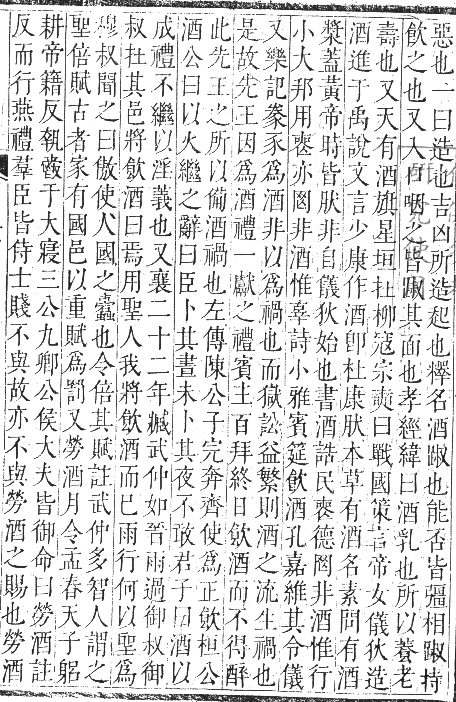 惡也一曰造也吉凶所造起也釋名酒踧也能否皆彊相踧持
飮之也又入口咽之皆踧其面也孝經緯曰酒乳也所以養老
壽也又天有酒旗星垣在柳寇宗奭曰戰國策言帝女儀狄造
酒進于禹說文言少康作酒卽杜康肰本草有酒名素問有酒
漿蓋黃帝時皆肰非自儀狄始也書酒誥民喪德罔非酒惟行
小大邦用喪亦罔非酒惟辜詩小雅賓筵飮酒孔嘉維其令儀
又樂記豢豕爲酒非以爲禍也而獄訟益繁則酒之流生禍也
是故先王因爲酒禮一獻之禮賓主百拜終日飮酒而不得醉
此先王之所以備酒禍也左傳陳公子完奔齊使爲正飮桓公
酒公曰以火繼之辭曰臣卜其晝未卜其夜不敢君子曰酒以
成禮不繼以淫義也又襄二十二年臧武仲如晉雨過御叔御
叔在其邑將飮酒曰焉用聖人我將飮酒而巳雨行何以聖爲
穆叔聞之曰傲使人國之蠹也令倍其賦註武仲多智人謂之
聖倍賦古者家有國邑以重賦爲罰又勞酒月令孟春天子躬
耕帝籍反執爵于大寢三公九卿公侯大夫皆御命曰勞酒註
反而行燕禮羣臣皆侍士賤不與故亦不與勞酒之賜也勞酒